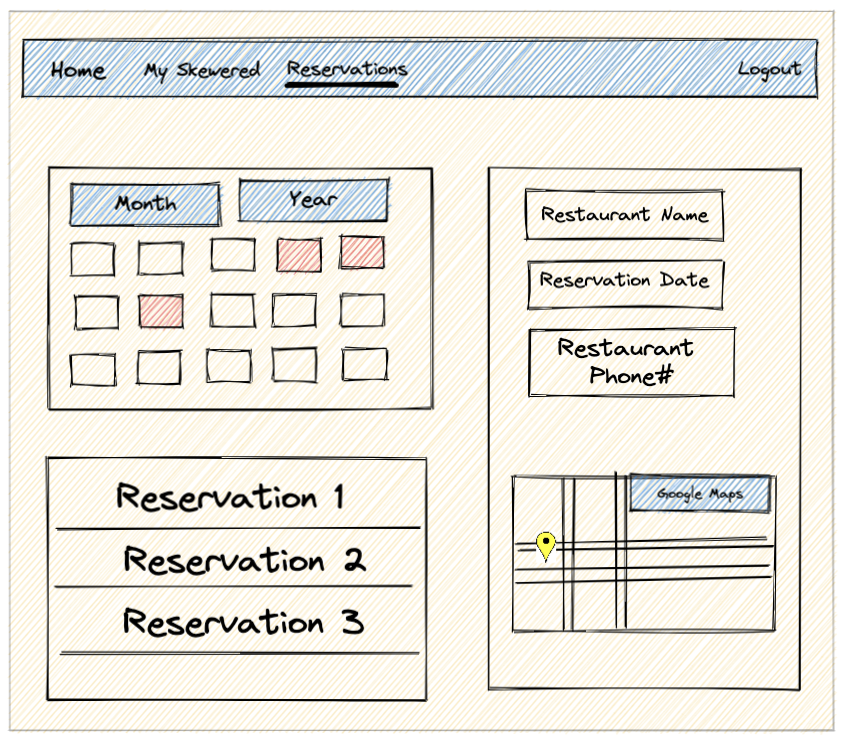 Home My Skewered Reservations Logout
Month Year
Reservation 1
Reservation 2
Reservation 3
Restaurant Name
Reservation Date
Restaurant
Phone#
Google Maps